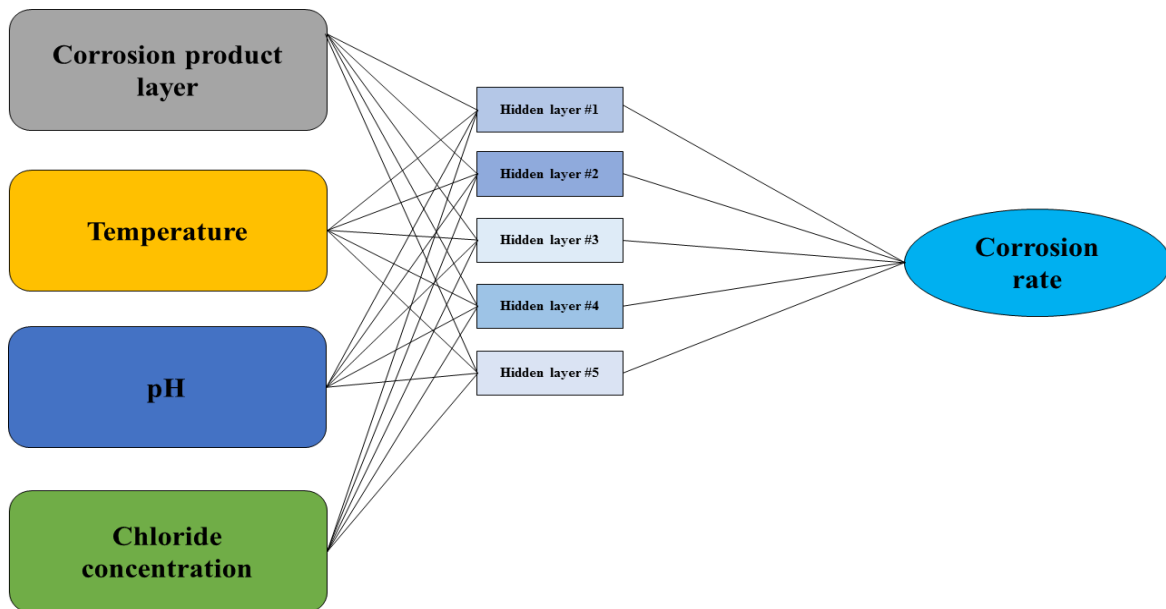 Corrosion product
layer
Temperature
pH
Chloride
concentration
Hidden layer #1
Hidden layer #2
Hidden layer #3
Hidden layer #4
Hidden layer #5
Corrosion
rate